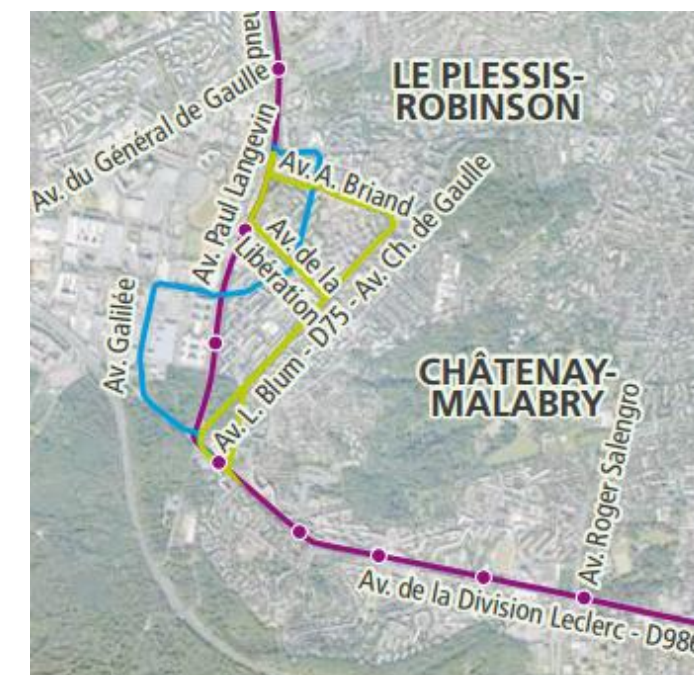 pneu
LE PLESSIS-
ROBINSON
Av. du Général de Gaulle
Av. Paul Langevin
Av. A. Briand
Av. de la
Libération
Av. L. Blum - D75 - Av. Ch. de Gaulle
Av. Galilée
CHÂTENAY-
MALABRY
Av. Roger Salengro
Av. de la Division Leclerc - D986